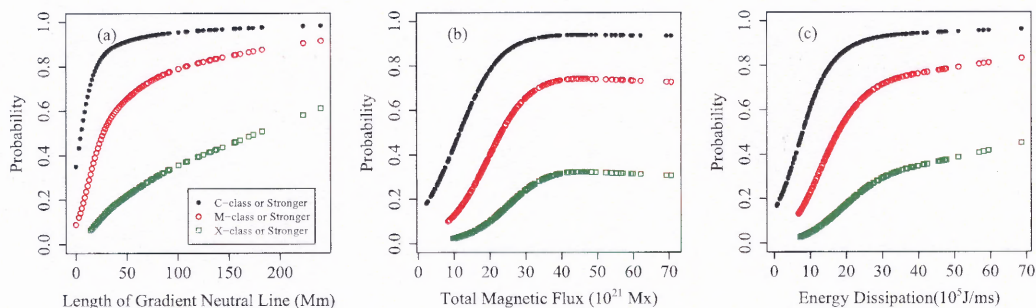 (a)
Probability
0.0 0.2 0.4 0.6 0.8 1.0
0 50 100 150 200
Length of Gradient Neutral Line (Mm)
C−class or Stronger
M−class or Stronger
X−class or Stronger
(b)
Probability
0.0 0.2 0.4 0.6 0.8 1.0
0 10 20 30 40 50 60 70
Total Magnetic Flux (10²¹ Mx)
(c)
Probability
0.0 0.2 0.4 0.6 0.8 1.0
0 10 20 30 40 50 60 70
Energy Dissipation(10⁵J/ms)